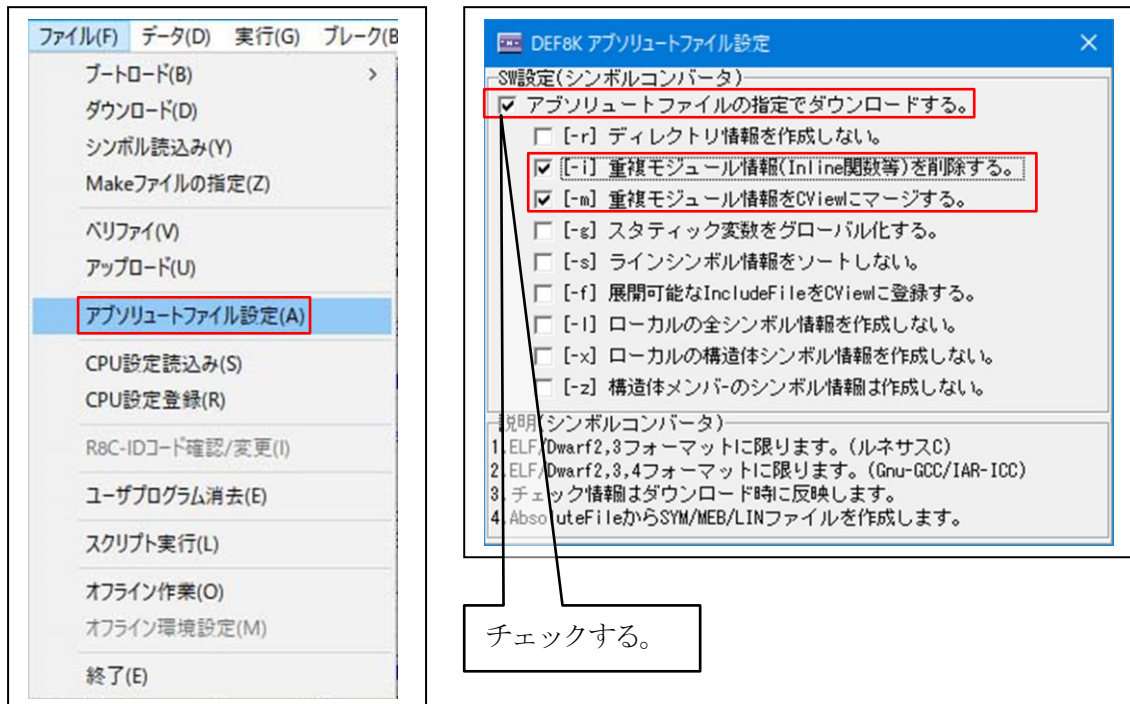 ファイル(F) データ(D) 実行(G) ブレーク(B
ブートロード(B) >
ダウンロード(D)
シンボル読込み(Y)
Makeファイルの指定(Z)
ベリファイ(V)
アップロード(U)
アブソリュートファイル設定(A)
CPU設定読込み(S)
CPU設定登録(R)
R8C-IDコード確認/変更(I)
ユーザプログラム消去(E)
スクリプト実行(L)
オフライン作業(O)
オフライン環境設定(M)
終了(E)
DEF8K アブソリュートファイル設定
SW設定(シンボルコンバータ)
アブソリュートファイルの指定でダウンロードする。
[-r] ディレクトリ情報を作成しない。
[-i] 重複モジュール情報(Inline関数等)を削除する。
[-m] 重複モジュール情報をCViewにマージする。
[-g] スタティック変数をグローバル化する。
[-s] ラインシンボル情報をソートしない。
[-f] 展開可能なIncludeFileをCViewに登録する。
[-l] ローカルの全シンボル情報を作成しない。
[-x] ローカルの構造体シンボル情報を作成しない。
[-z] 構造体メンバーのシンボル情報は作成しない。
説明(シンボルコンバータ)
1.ELF/Dwarf2,3フォーマットに限ります。(ルネサスC)
2.ELF/Dwarf2,3,4フォーマットに限ります。(Gnu-GCC/IAR-ICC)
3.チェック情報はダウンロード時に反映します。
4.AbsoluteFileからSYM/MEB/LINファイルを作成します。
チェックする。